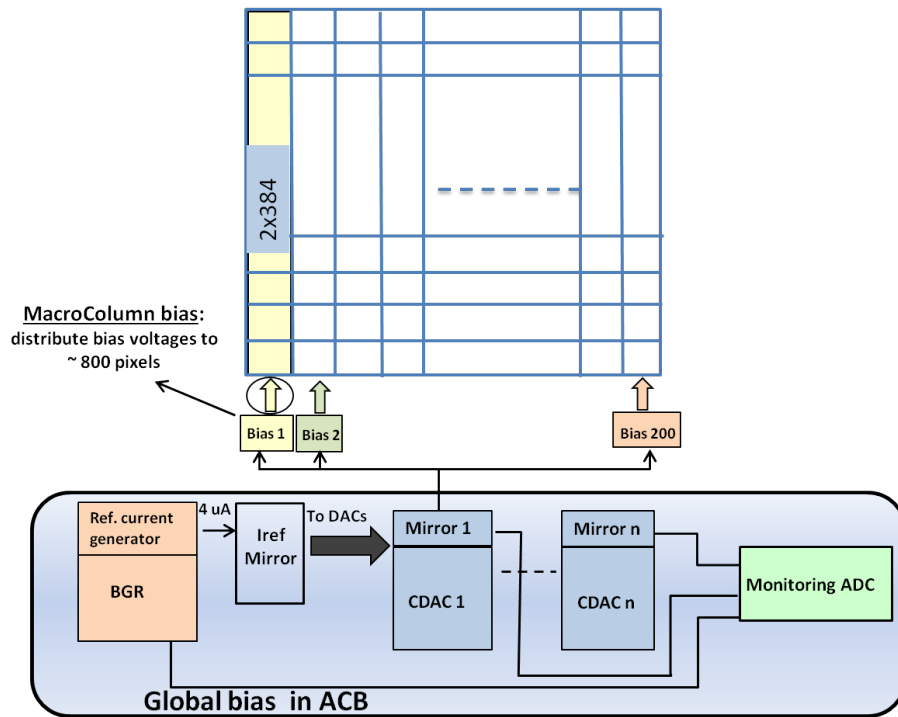 2x384
MacroColumn bias:
distribute bias voltages to
~ 800 pixels
Bias 1
Bias 2
Bias 200
Ref. current
generator
4 uA
Iref
Mirror
To DACs
Mirror 1
Mirror n
BGR
CDAC 1
CDAC n
Monitoring ADC
Global bias in ACB